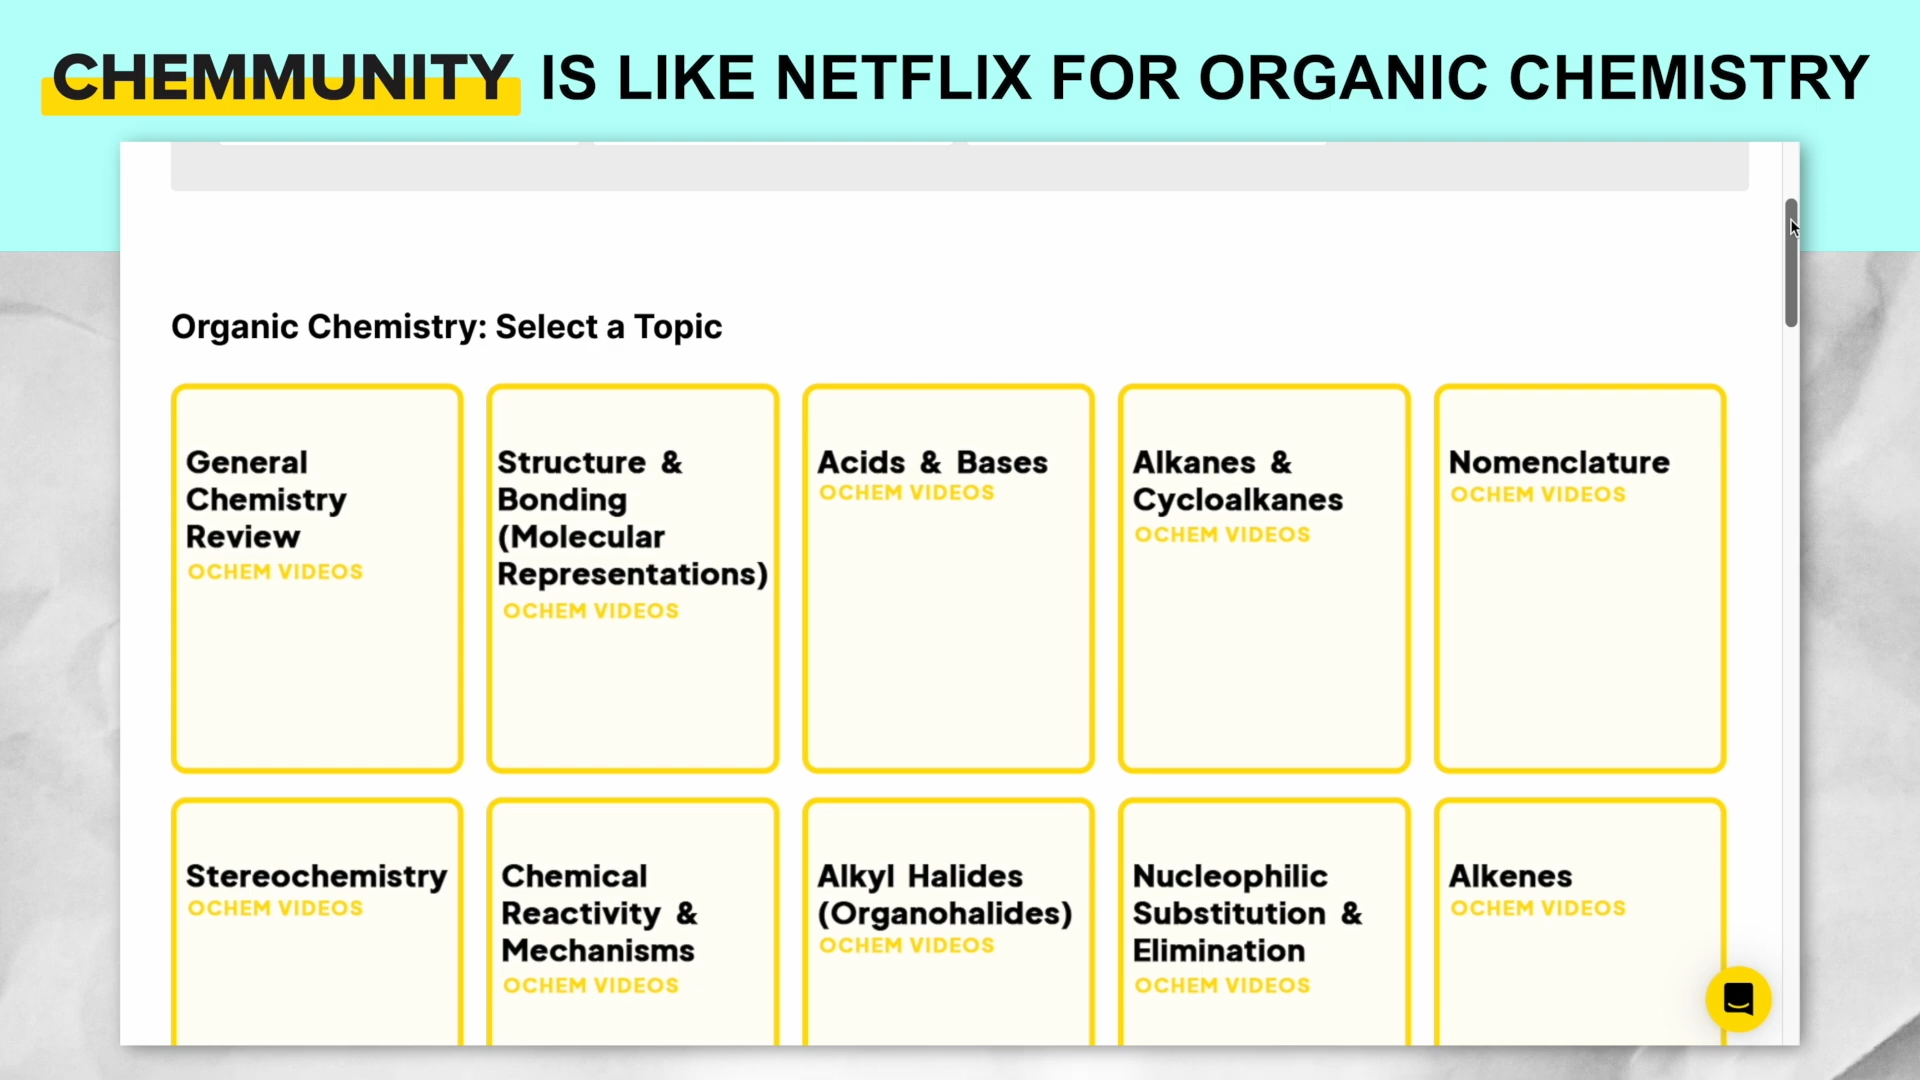 CHEMMUNITY IS LIKE NETFLIX FOR ORGANIC CHEMISTRY
Organic Chemistry: Select a Topic
General
Chemistry
Review
OCHEM VIDEOS
Structure &
Bonding
(Molecular
Representations)
OCHEM VIDEOS
Acids & Bases
OCHEM VIDEOS
Alkanes &
Cycloalkanes
OCHEM VIDEOS
Nomenclature
OCHEM VIDEOS
Stereochemistry
OCHEM VIDEOS
Chemical
Reactivity &
Mechanisms
OCHEM VIDEOS
Alkyl Halides
(Organohalides)
OCHEM VIDEOS
Nucleophilic
Substitution &
Elimination
OCHEM VIDEOS
Alkenes
OCHEM VIDEOS